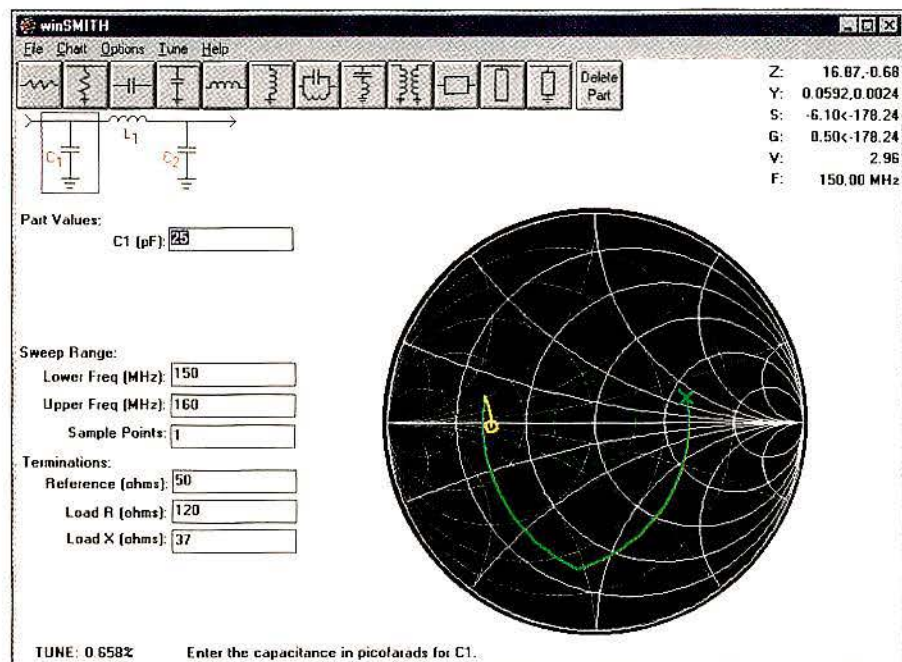 winSMITH
File Chart Options Tune Help
Delete Part
Z: 16.87,-0.68
Y: 0.0592,0.0024
S: -6.10<-178.24
G: 0.50<-178.24
V: 2.96
F: 150.00 MHz
C1 L1 C2
Part Values:
C1 (pF): 25
Sweep Range:
Lower Freq (MHz): 150
Upper Freq (MHz): 160
Sample Points: 1
Terminations:
Reference (ohms): 50
Load R (ohms): 120
Load X (ohms): 37
TUNE: 0.658% Enter the capacitance in picofarads for C1.